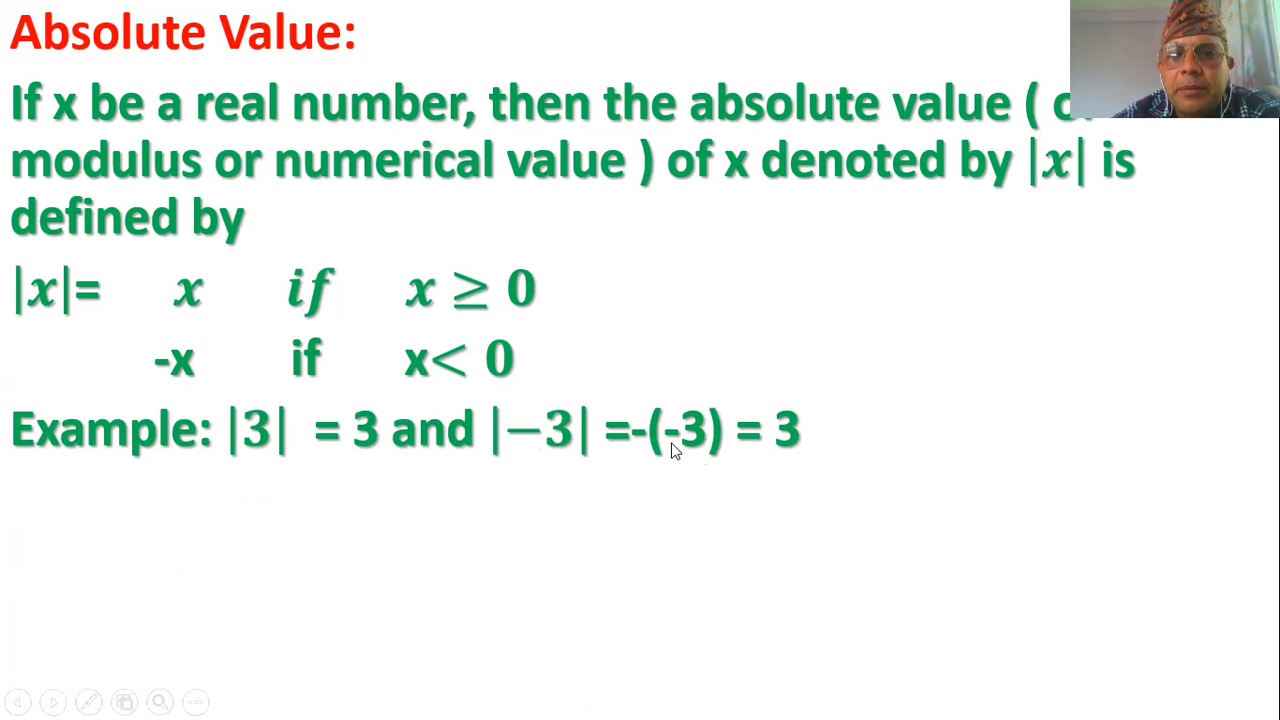 Absolute Value:
If x be a real number, then the absolute value (
modulus or numerical value ) of x denoted by |x| is
defined by
|x|= x if x ≥ 0
-x if x< 0
Example: |3| = 3 and |−3| =-(-3) = 3